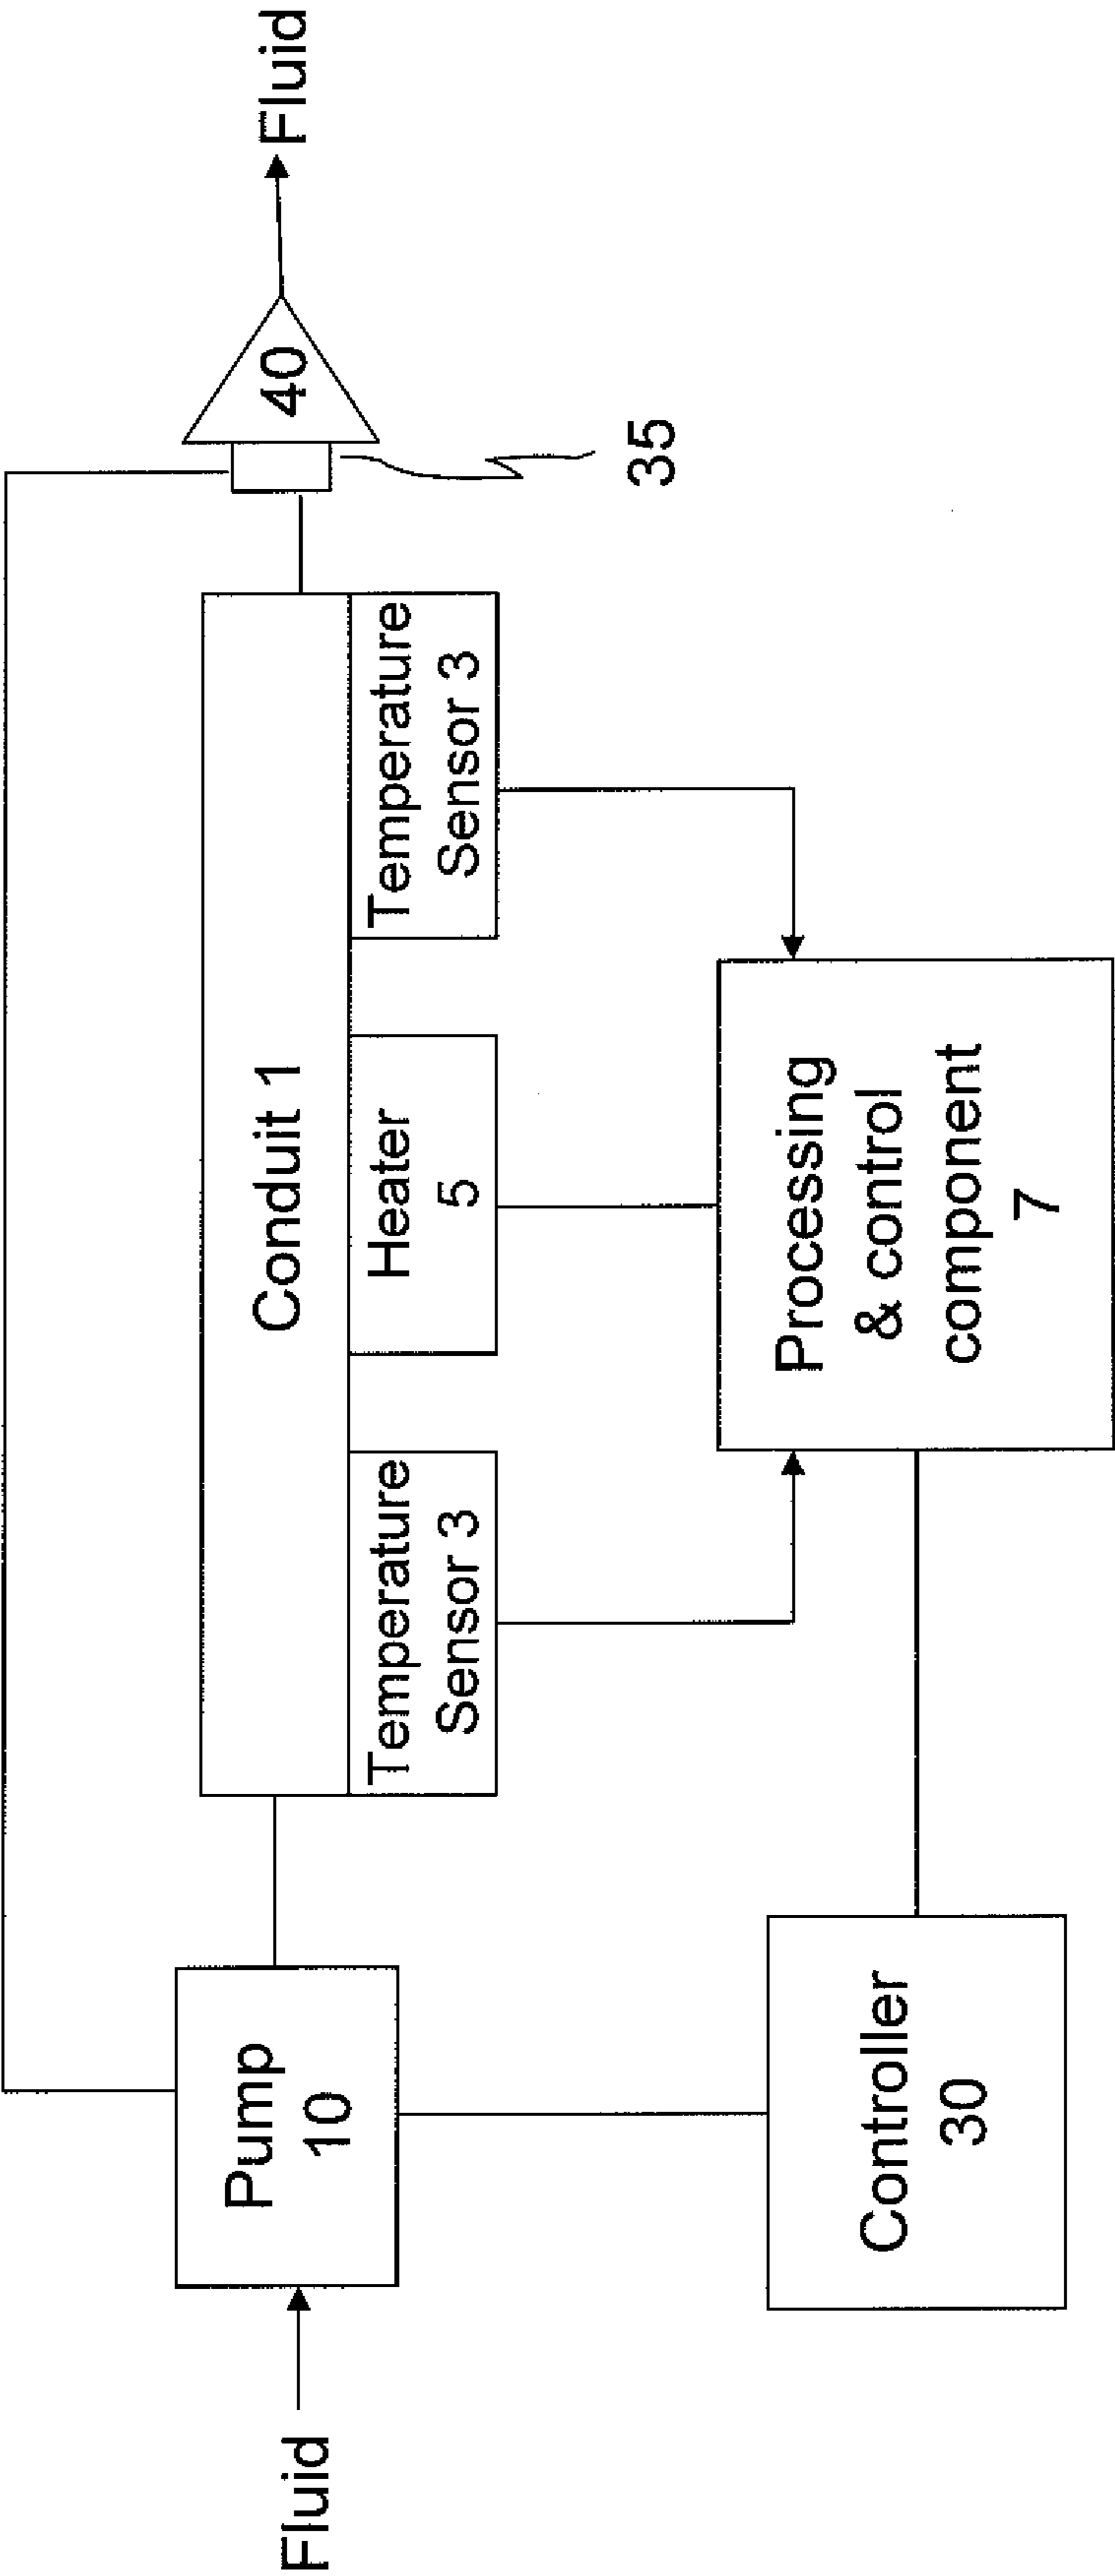 Fluid
Pump
10
Conduit 1
Temperature
Sensor 3
Heater
5
Temperature
Sensor 3
35
40
Fluid
Controller
30
Processing
& control
component
7